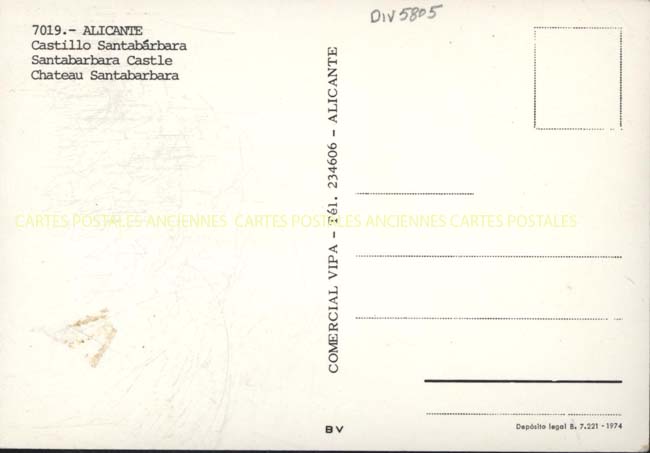 DIV 5805
7019.- ALICANTE
Castillo Santabárbara
Santabarbara Castle
Chateau Santabarbara
COMERCIAL VIPA - Tél. 234606 - ALICANTE
CARTES POSTALES ANCIENNES CARTES POSTALES ANCIENNES CARTES POSTALES
BV
Depósito legal B. 7.221 - 1974